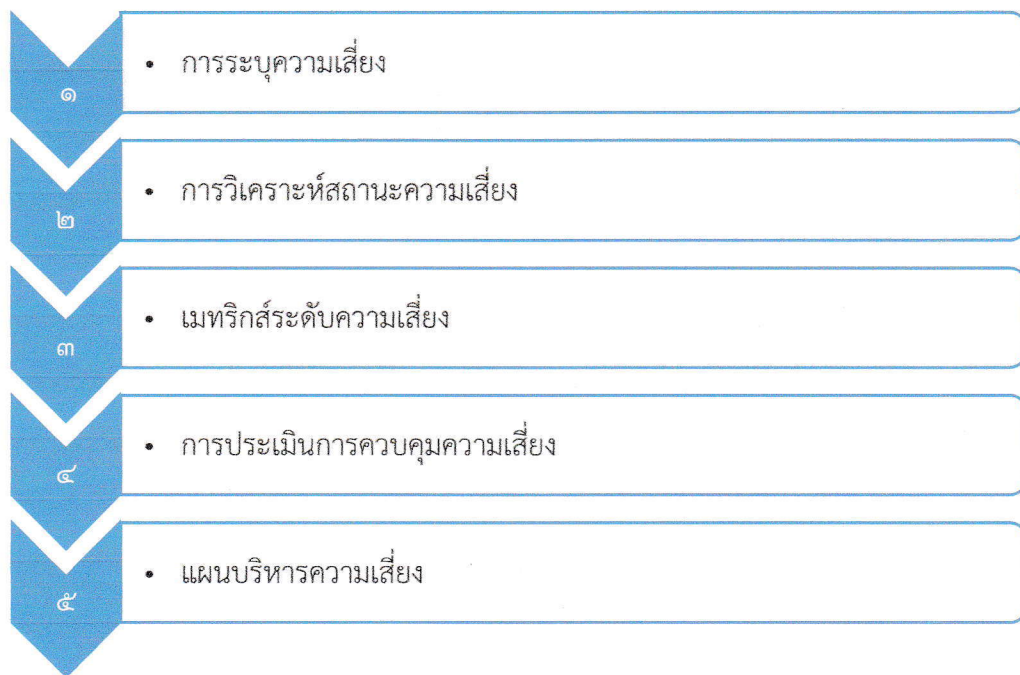 ๑
• การระบุความเสี่ยง
๒
• การวิเคราะห์สถานะความเสี่ยง
๓
• เมทริกส์ระดับความเสี่ยง
๔
• การประเมินการควบคุมความเสี่ยง
๕
• แผนบริหารความเสี่ยง